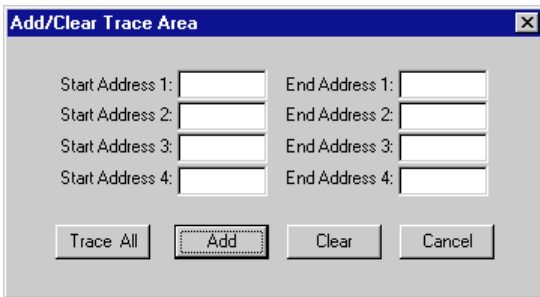 Add/Clear Trace Area
Start Address 1: End Address 1:
Start Address 2: End Address 2:
Start Address 3: End Address 3:
Start Address 4: End Address 4:
Trace All Add Clear Cancel